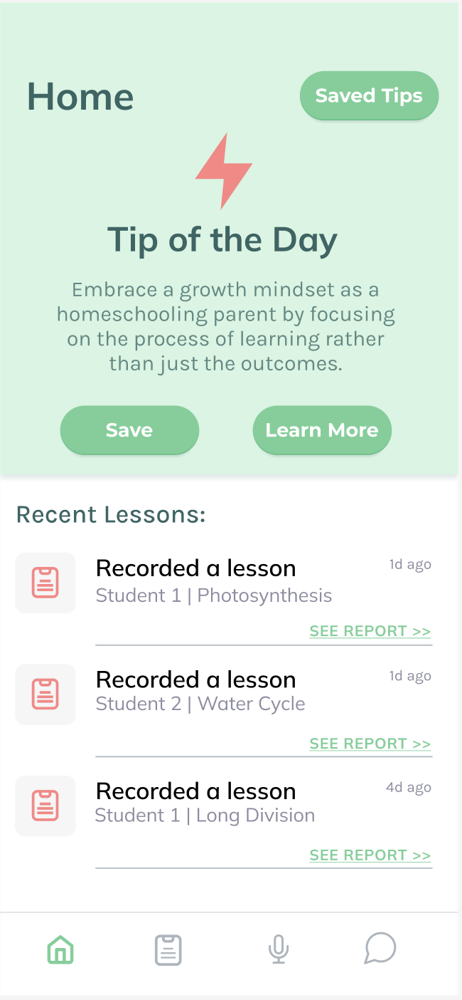 Home
Saved Tips
Tip of the Day
Embrace a growth mindset as a
homeschooling parent by focusing
on the process of learning rather
than just the outcomes.
Save
Learn More
Recent Lessons:
Recorded a lesson
1d ago
Student 1 | Photosynthesis
SEE REPORT >>
Recorded a lesson
1d ago
Student 2 | Water Cycle
SEE REPORT >>
Recorded a lesson
4d ago
Student 1 | Long Division
SEE REPORT >>